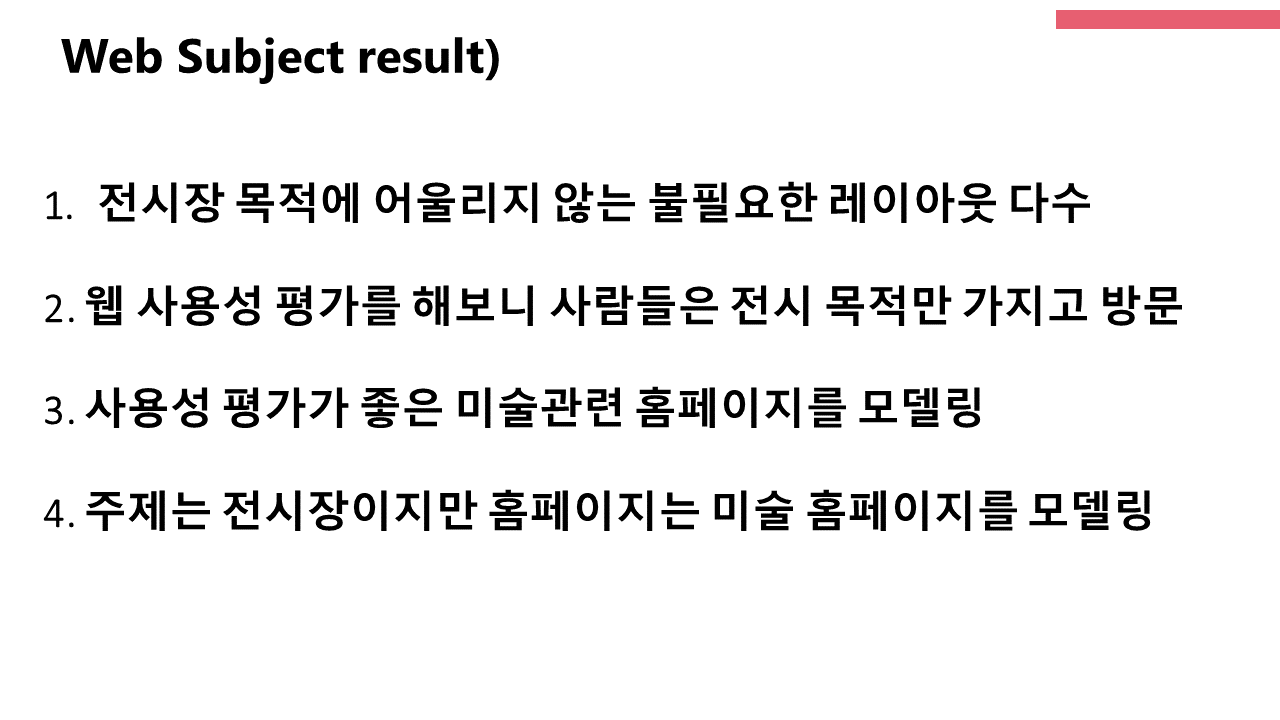 Web Subject result)
1. 전시장 목적에 어울리지 않는 불필요한 레이아웃 다수
2. 웹 사용성 평가를 해보니 사람들은 전시 목적만 가지고 방문
3. 사용성 평가가 좋은 미술관련 홈페이지를 모델링
4. 주제는 전시장이지만 홈페이지는 미술 홈페이지를 모델링